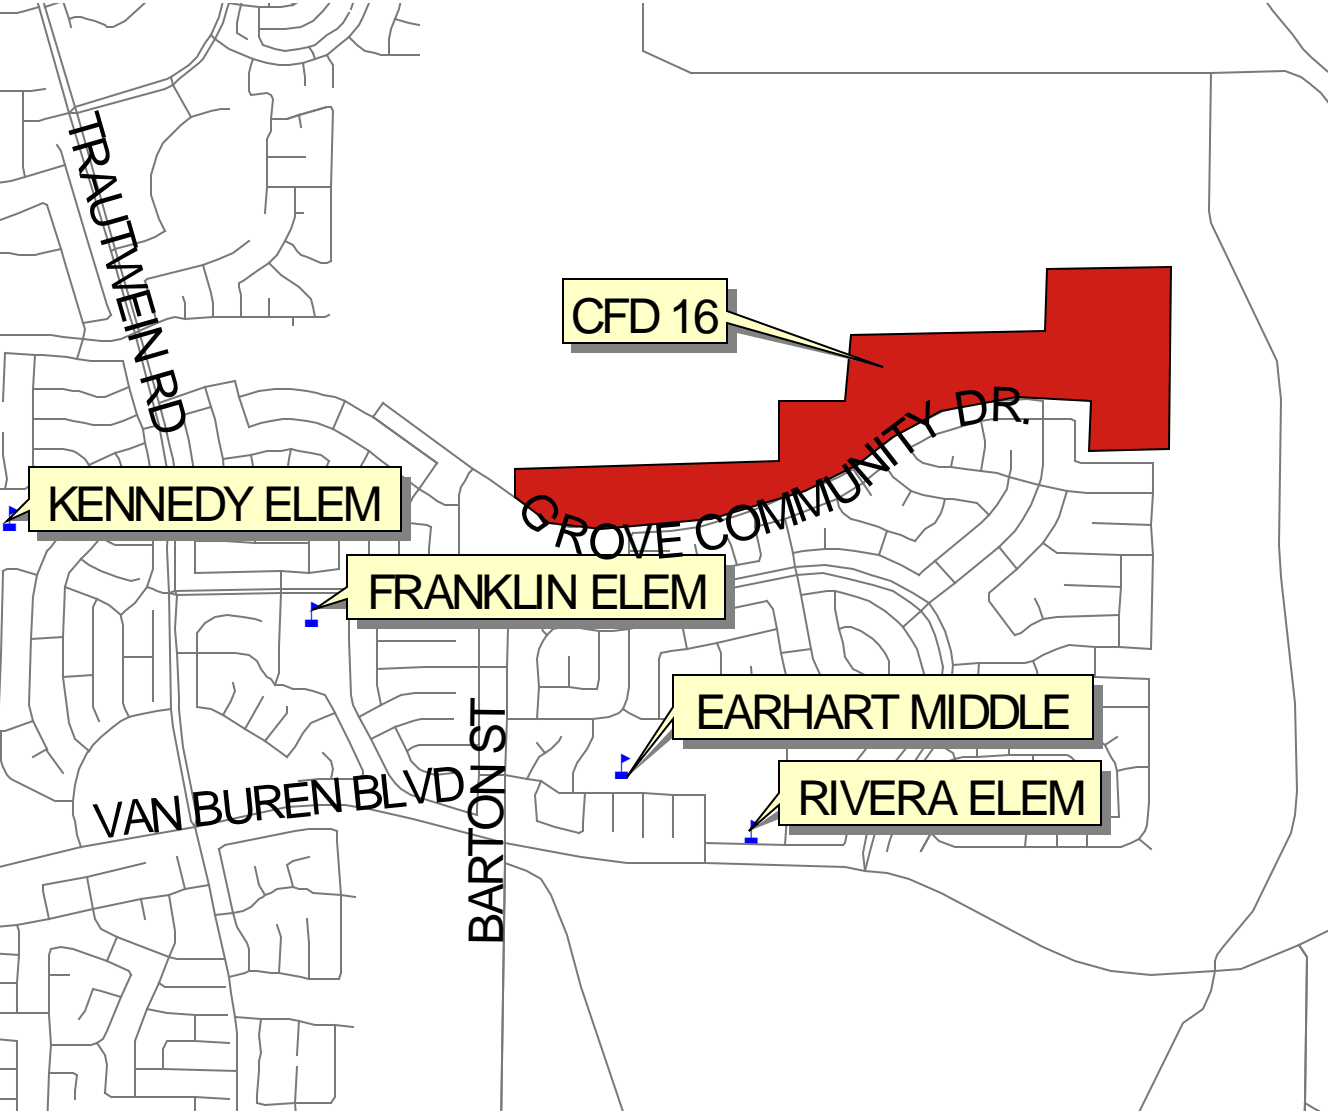 TRAUTWEIN RD
CFD 16
GROVE COMMUNITY DR.
KENNEDY ELEM
FRANKLIN ELEM
EARHART MIDDLE
BARTON ST
VAN BUREN BLVD
RIVERA ELEM